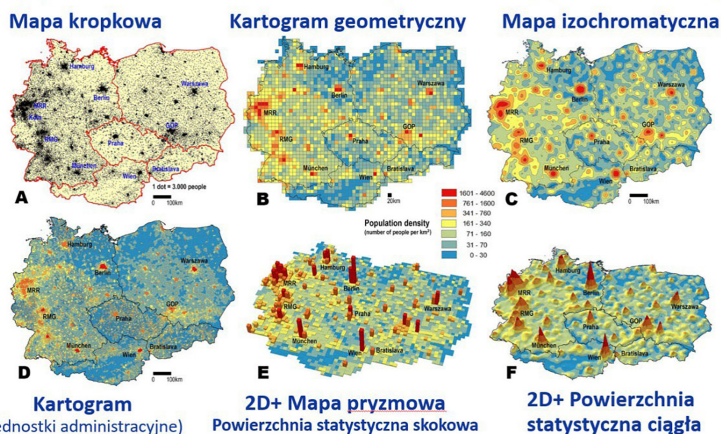 Mapa kropkowa
Kartogram geometryczny
Mapa izochromatyczna
Hamburg
Warszawa
Berlin
MRR
Köln
GOP
RMG
Praha
München
Bratislava
Wien
A
1 dot = 3.000 people
0 100km
Hamburg
Warszawa
Berlin
MRR
RMG
GOP
Praha
München
Bratislava
Wien
B
20km
Hamburg
Warszawa
Berlin
MRR
RMG
GOP
Praha
München
Bratislava
Wien
C
0 100km
Population density
(number of people per km²)
1601 - 4600
761 - 1600
341 - 760
161 - 340
71 - 160
31 - 70
0 - 30
Hamburg
Warszawa
Berlin
MRR
GOP
RMG
Praha
München
Bratislava
Wien
D
0 100km
Hamburg
Berlin
MRR
Warszawa
RMG
Praha
GOP
München
Wien
Bratislava
E
Hamburg
Berlin
MRR
Warszawa
RMG
Praha
GOP
München
Wien
Bratislava
F
Kartogram
ednostki administracyjne)
2D+ Mapa pryzmowa
Powierzchnia statystyczna skokowa
2D+ Powierzchnia
statystyczna ciągła